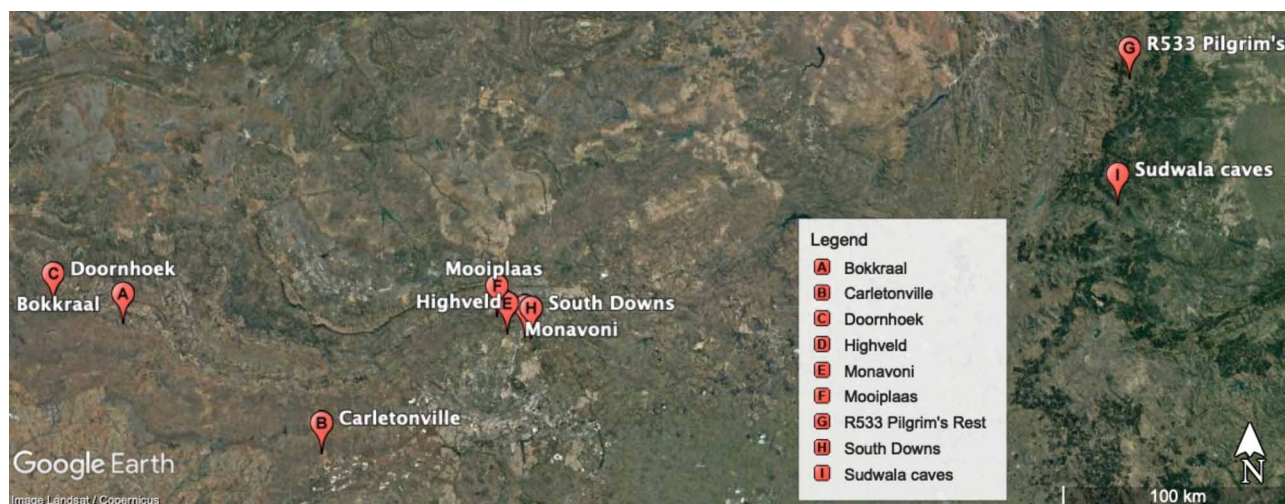 G R533 Pilgrim's
I Sudwala caves
C Doornhoek
Bokkraal A
Mooiplaas
F
Highveld E H South Downs
Monavoni
B Carletonville
Legend
A Bokkraal
B Carletonville
C Doornhoek
D Highveld
E Monavoni
F Mooiplaas
G R533 Pilgrim's Rest
H South Downs
I Sudwala caves
N
Google Earth
Image Landsat / Copernicus
100 km